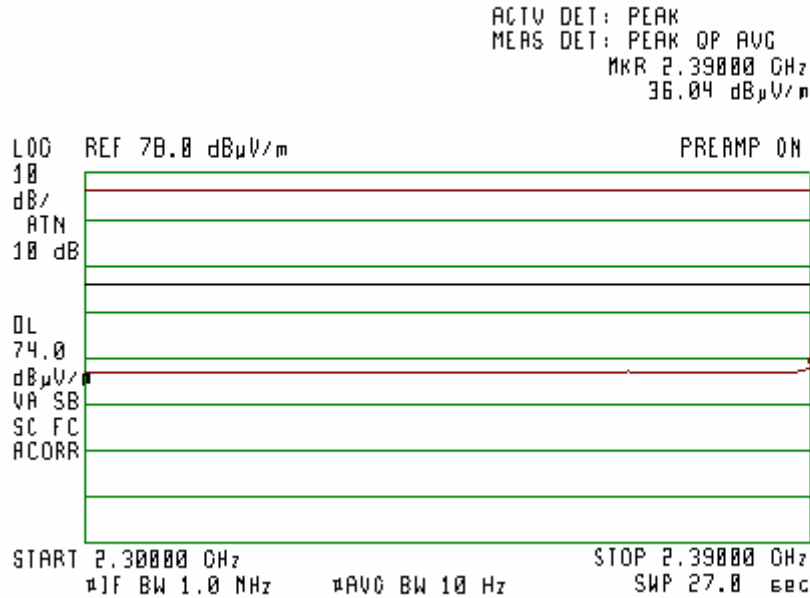 ACTV DET: PEAK
MEAS DET: PEAK QP AVG
MKR 2.39000 GHz
36.04 dBµV/m
LOG REF 78.0 dBµV/m PREAMP ON
10
dB/
ATN
10 dB
DL
74.0
dBµV/m
VA SB
SC FC
ACORR
START 2.30000 GHz STOP 2.39000 GHz
#IF BW 1.0 MHz #AVG BW 10 Hz SWP 27.0 sec